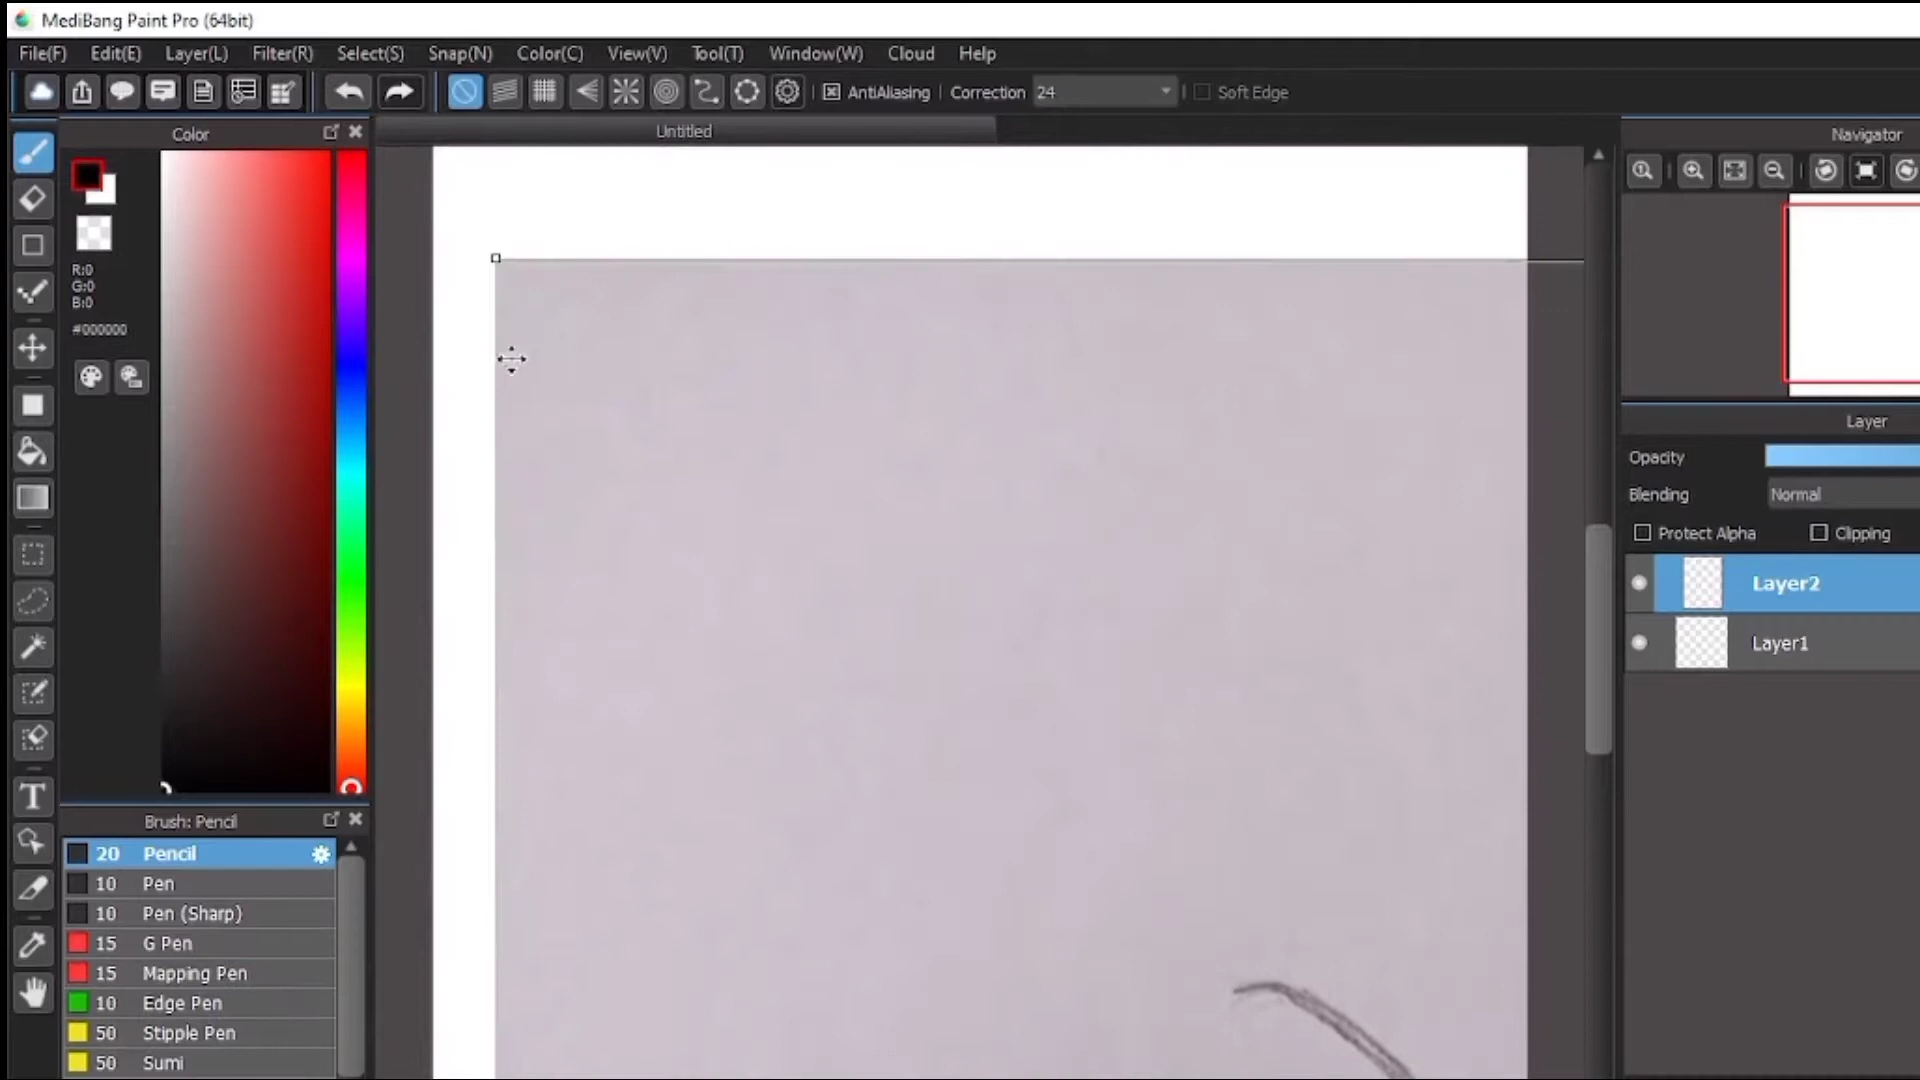 MediBang Paint Pro (64bit)
File(F) Edit(E) Layer(L) Filter(R) Select(S) Snap(N) Color(C) View(V) Tool(T) Window(W) Cloud Help
AntiAliasing Correction 24 Soft Edge
Color
R:0
G:0
B:0
#000000
Brush: Pencil
20 Pencil
10 Pen
10 Pen (Sharp)
15 G Pen
15 Mapping Pen
10 Edge Pen
50 Stipple Pen
50 Sumi
T
Untitled
Navigator
Layer
Opacity
Blending Normal
Protect Alpha Clipping
Layer2
Layer1